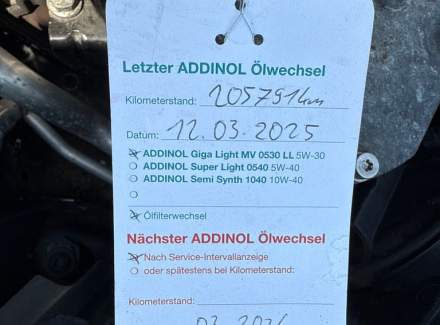 Letzter ADDINOL Ölwechsel
Kilometerstand: 205791km
Datum: 12.03.2025
ADDINOL Giga Light MV 0530 LL 5W-30
ADDINOL Super Light 0540 5W-40
ADDINOL Semi Synth 1040 10W-40
Ölfilterwechsel
Nächster ADDINOL Ölwechsel
Nach Service-Intervallanzeige
oder spätestens bei Kilometerstand:
Kilometerstand: